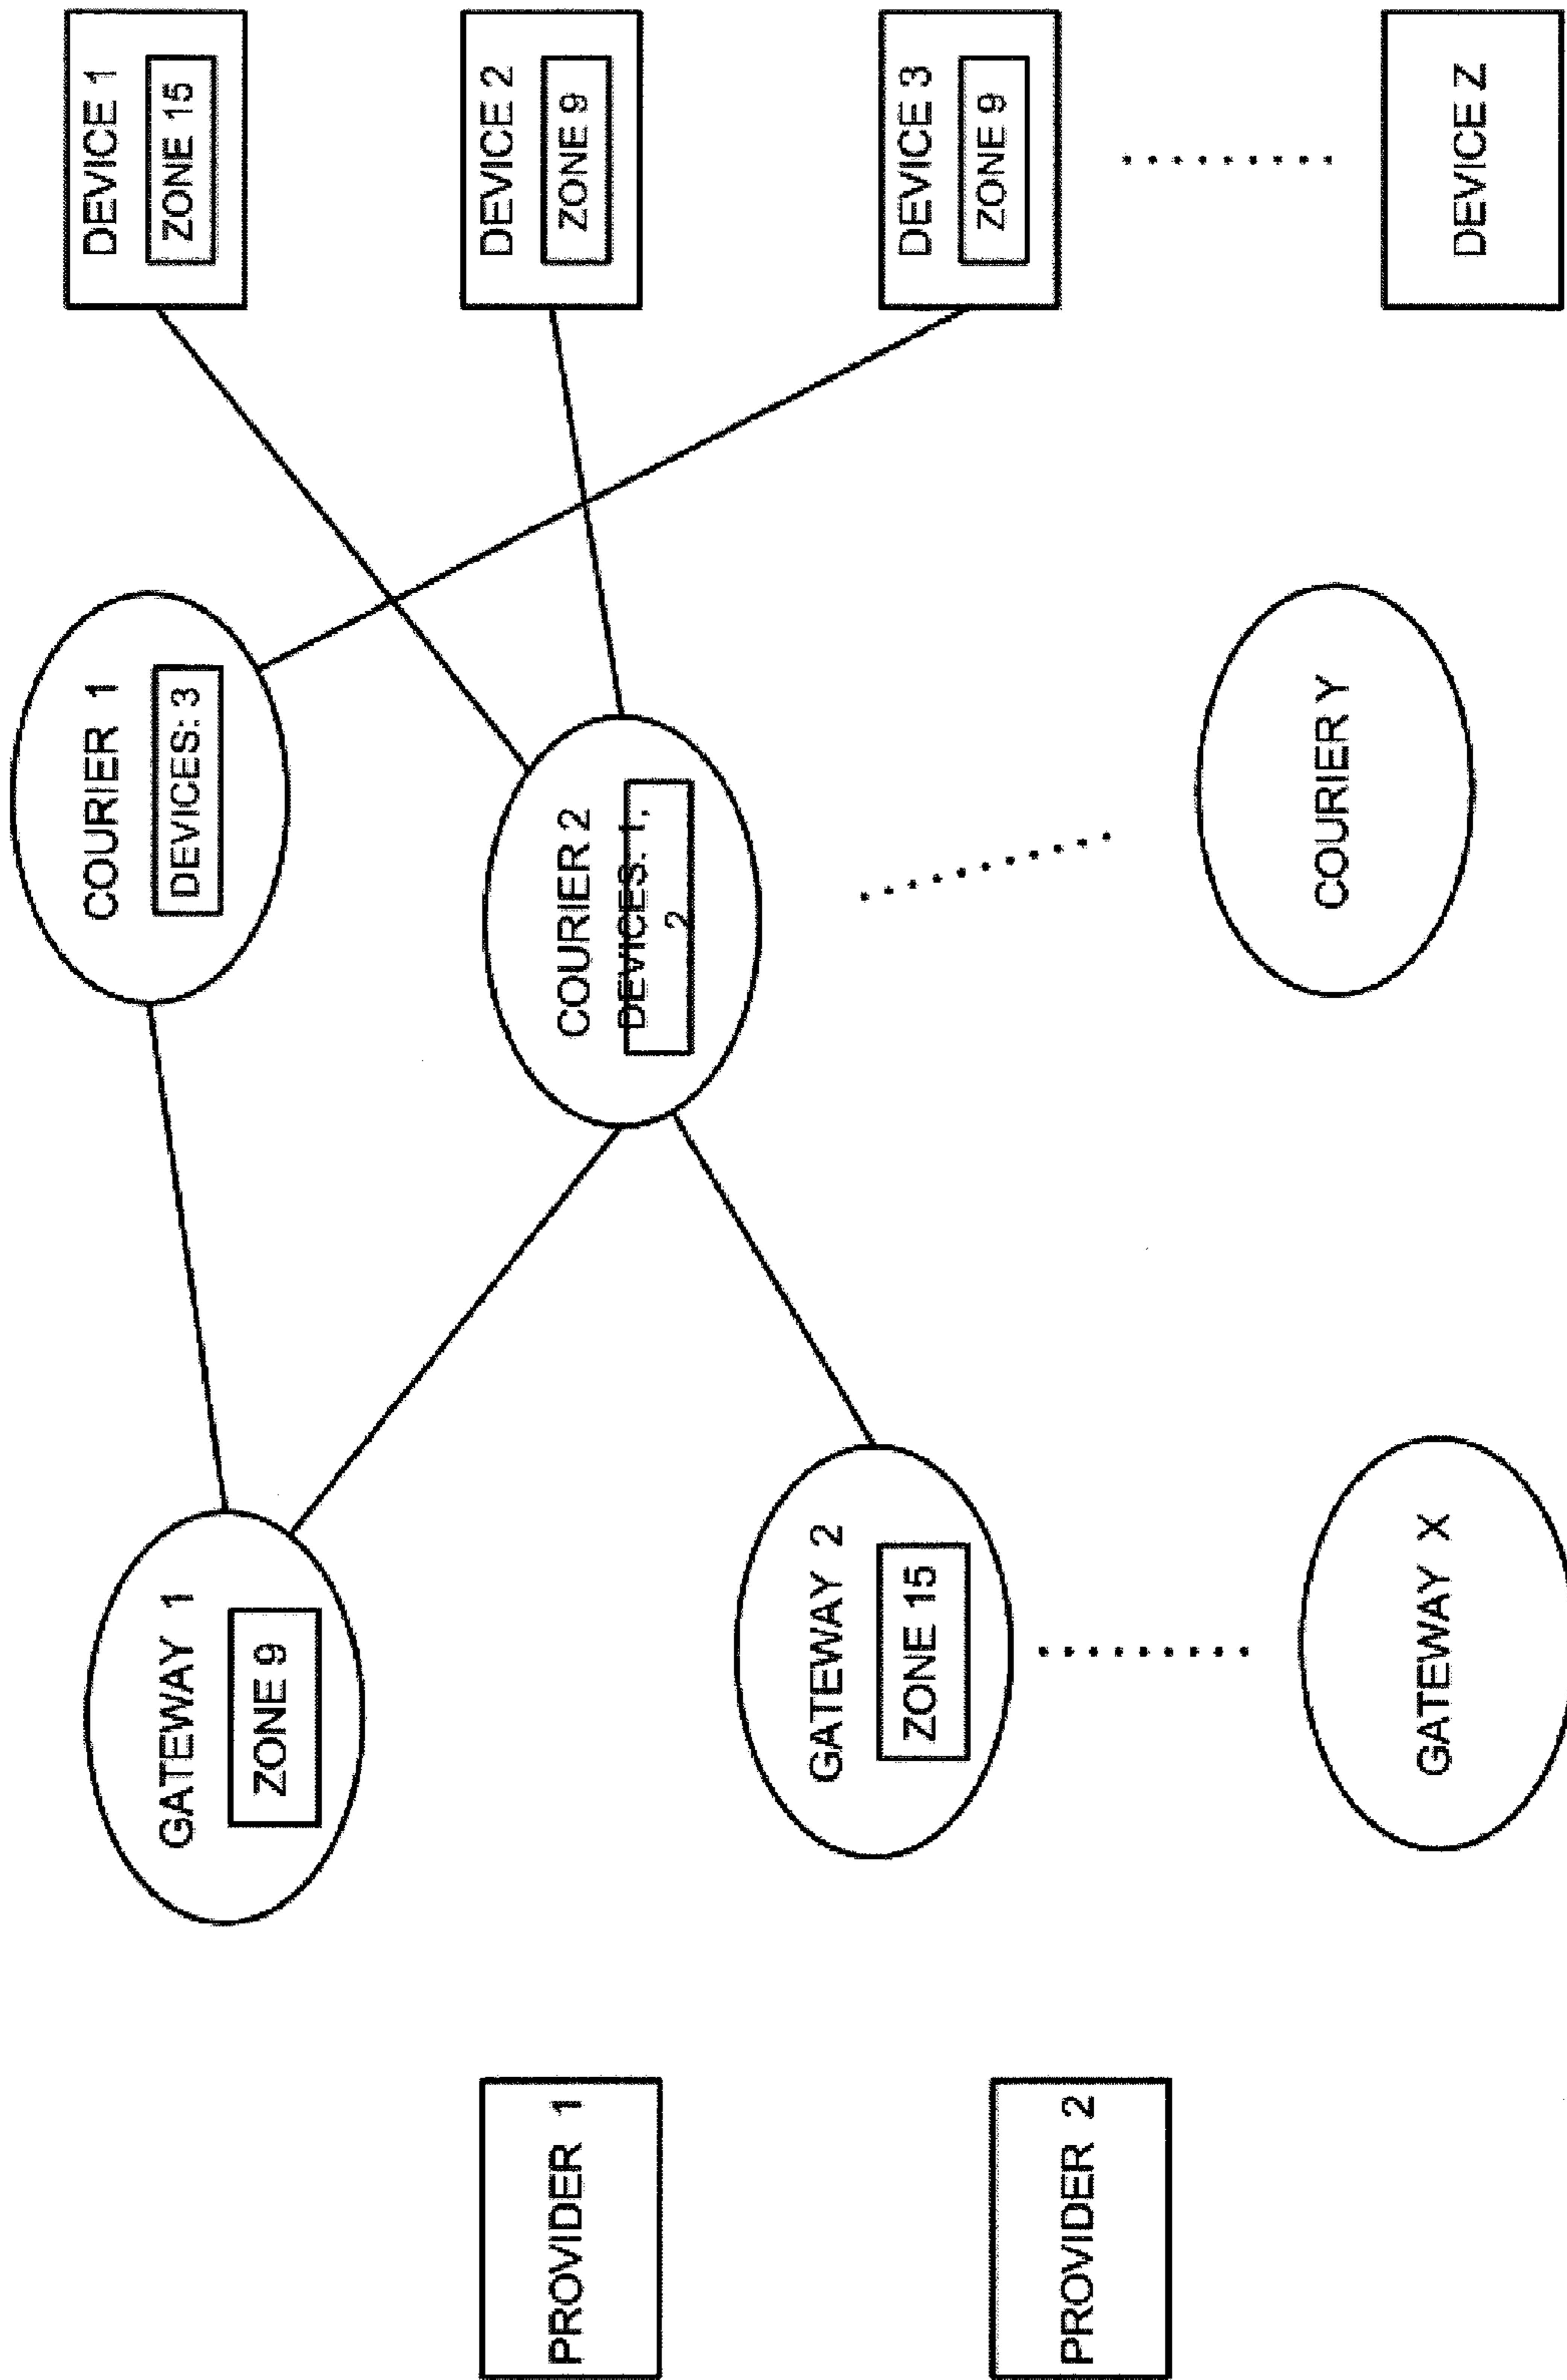 PROVIDER 1
PROVIDER 2
GATEWAY 1
ZONE 9
GATEWAY 2
ZONE 15
GATEWAY X
COURIER 1
DEVICES: 3
COURIER 2
DEVICES: 1,
2
COURIER Y
DEVICE 1
ZONE 15
DEVICE 2
ZONE 9
DEVICE 3
ZONE 9
DEVICE Z